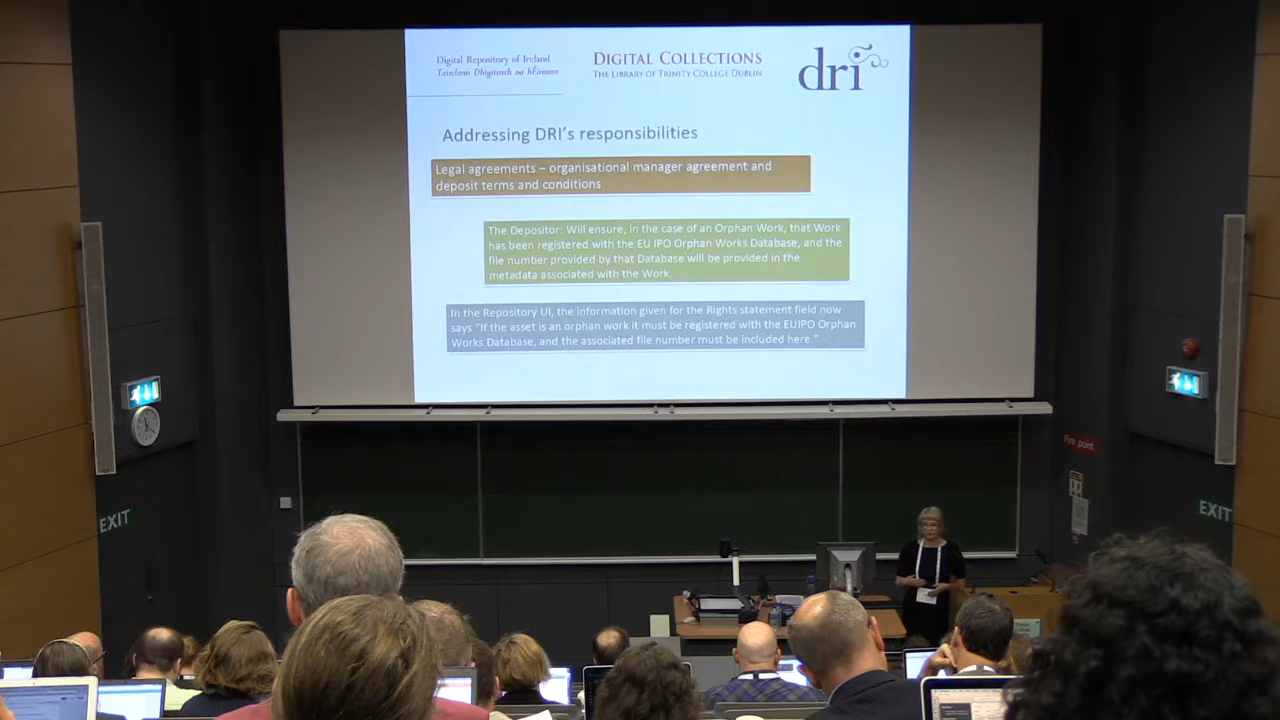 Digital Repository of Ireland
Taisclann Dhigiteach na hÉireann
DIGITAL COLLECTIONS
THE LIBRARY OF TRINITY COLLEGE DUBLIN
dri
Addressing DRI's responsibilities
Legal agreements – organisational manager agreement and
deposit terms and conditions
The Depositor: Will ensure, in the case of an Orphan Work, that Work
has been registered with the EU IPO Orphan Works Database, and the
file number provided by that Database will be provided in the
metadata associated with the Work.
In the Repository UI, the information given for the Rights statement field now
says "If the asset is an orphan work it must be registered with the EUIPO Orphan
Works Database, and the associated file number must be included here."
Fire point
EXIT
EXIT